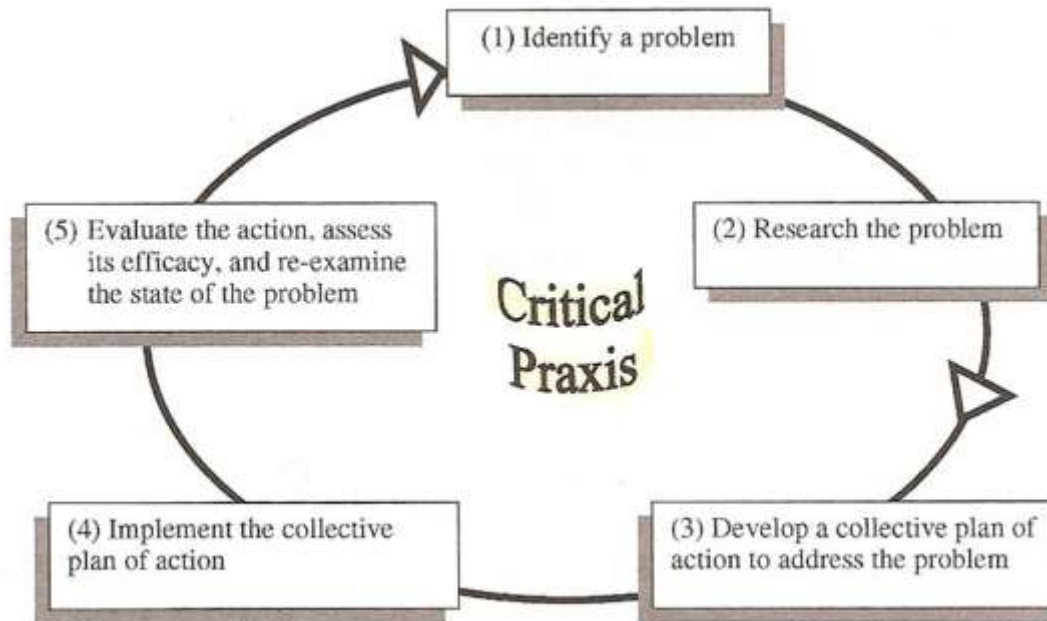 (1) Identify a problem
(2) Research the problem
(3) Develop a collective plan of
action to address the problem
(4) Implement the collective
plan of action
(5) Evaluate the action, assess
its efficacy, and re-examine
the state of the problem
Critical
Praxis